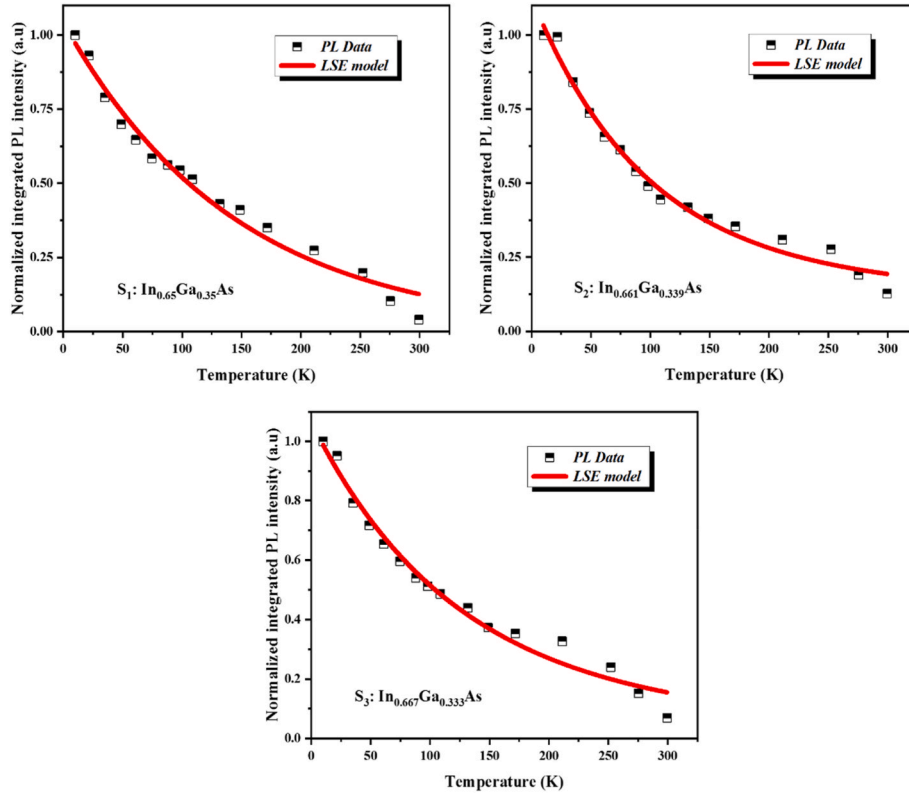 Normalized integrated PL intensity (a.u)
1.00
0.75
0.50
0.25
0.00
PL Data
LSE model
S1: In0.65Ga0.35As
0 50 100 150 200 250 300
Temperature (K)
Normalized integrated PL intensity (a.u)
1.00
0.75
0.50
0.25
0.00
PL Data
LSE model
S2: In0.661Ga0.339As
0 50 100 150 200 250 300
Temperature (K)
Normalized integrated PL intensity (a.u)
1.0
0.8
0.6
0.4
0.2
0.0
PL Data
LSE model
S3: In0.667Ga0.333As
0 50 100 150 200 250 300
Temperature (K)